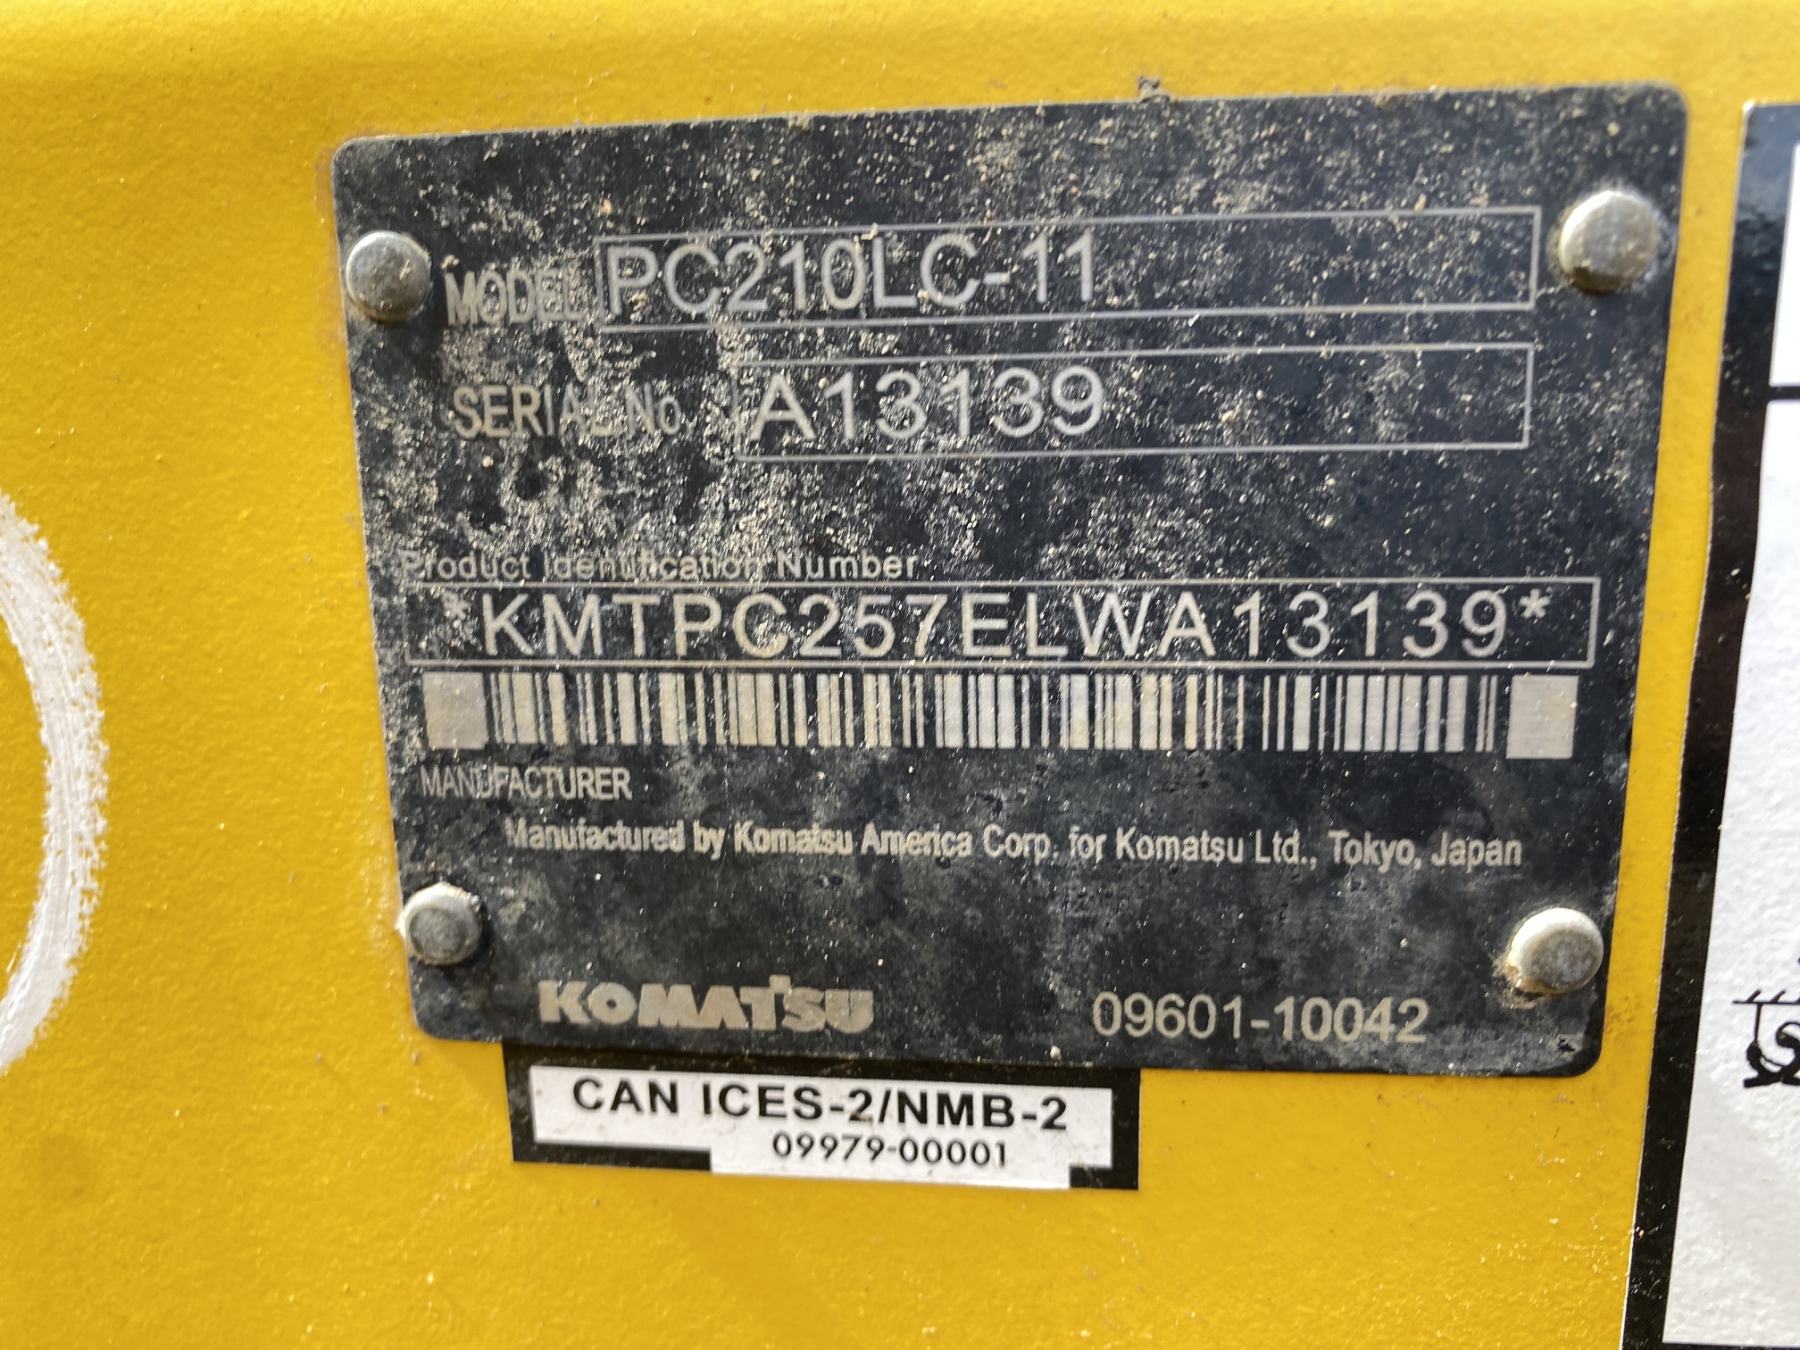 MODEL PC210LC-11
SERIAL No. A13139
Product Identification Number
*KMTPC257ELWA13139*
MANUFACTURER
Manufactured by Komatsu America Corp. for Komatsu Ltd., Tokyo, Japan
KOMATSU 09601-10042
CAN ICES-2/NMB-2
09979-00001